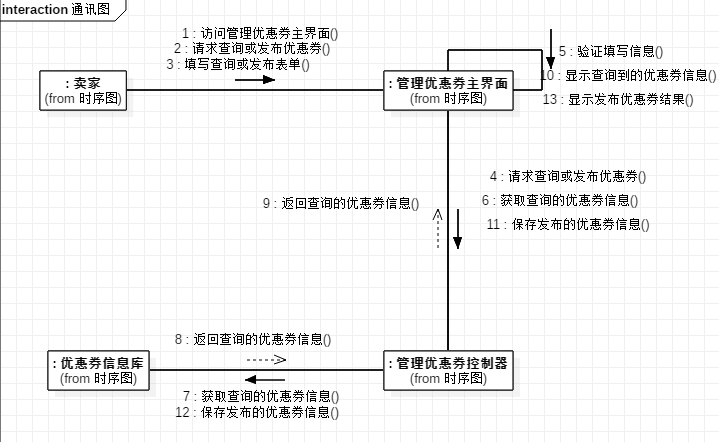 interaction 通讯图
1 : 访问管理优惠券主界面()
2 : 请求查询或发布优惠券()
3 : 填写查询或发布表单()
5 : 验证填写信息()
10 : 显示查询到的优惠券信息()
13 : 显示发布优惠券结果()
: 卖家
(from 时序图)
: 管理优惠券主界面
(from 时序图)
4 : 请求查询或发布优惠券()
6 : 获取查询的优惠券信息()
11 : 保存发布的优惠券信息()
9 : 返回查询的优惠券信息()
8 : 返回查询的优惠券信息()
: 优惠券信息库
(from 时序图)
: 管理优惠券控制器
(from 时序图)
7 : 获取查询的优惠券信息()
12 : 保存发布的优惠券信息()